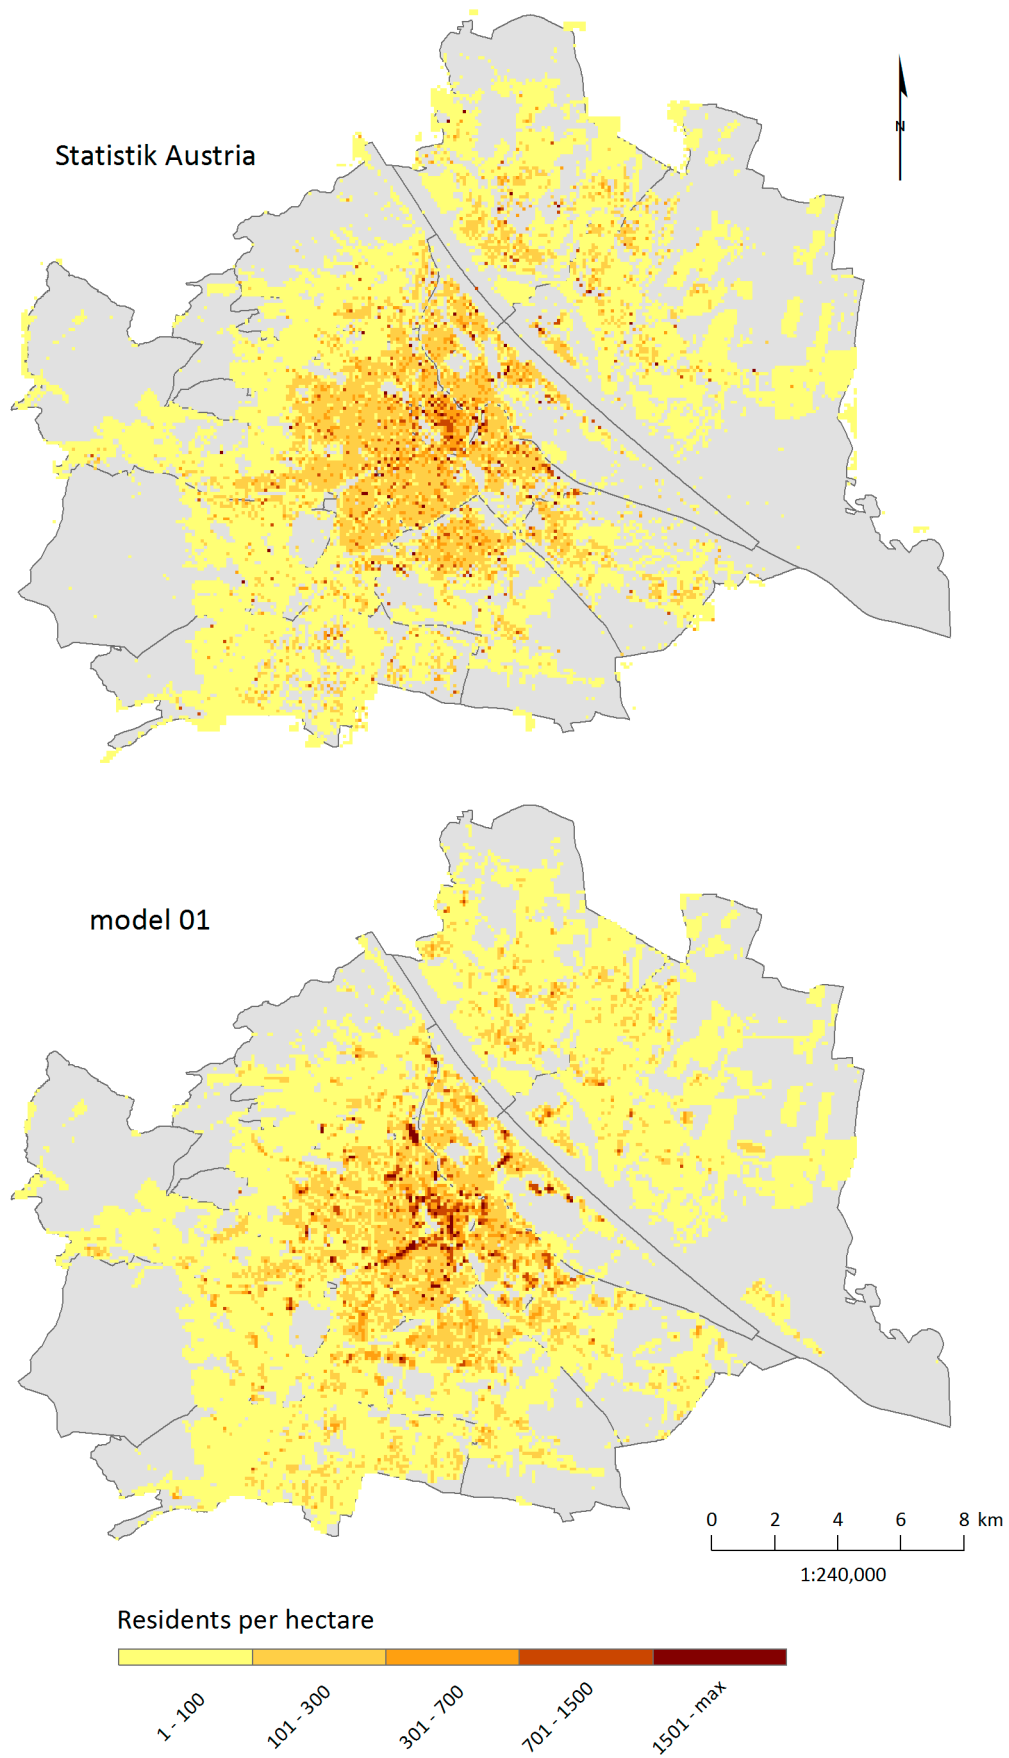 Statistik Austria
N
model 01
0 2 4 6 8 km
1:240,000
Residents per hectare
1 - 100
101 - 300
301 - 700
701 - 1500
1501 - max